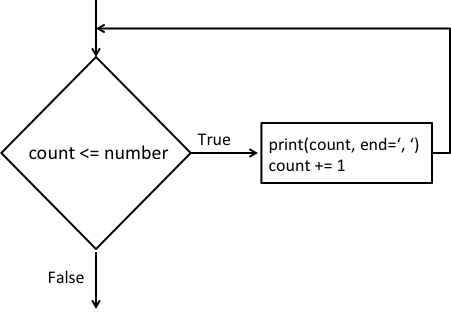 count <= number
True
print(count, end=‘, ‘)
count += 1
False